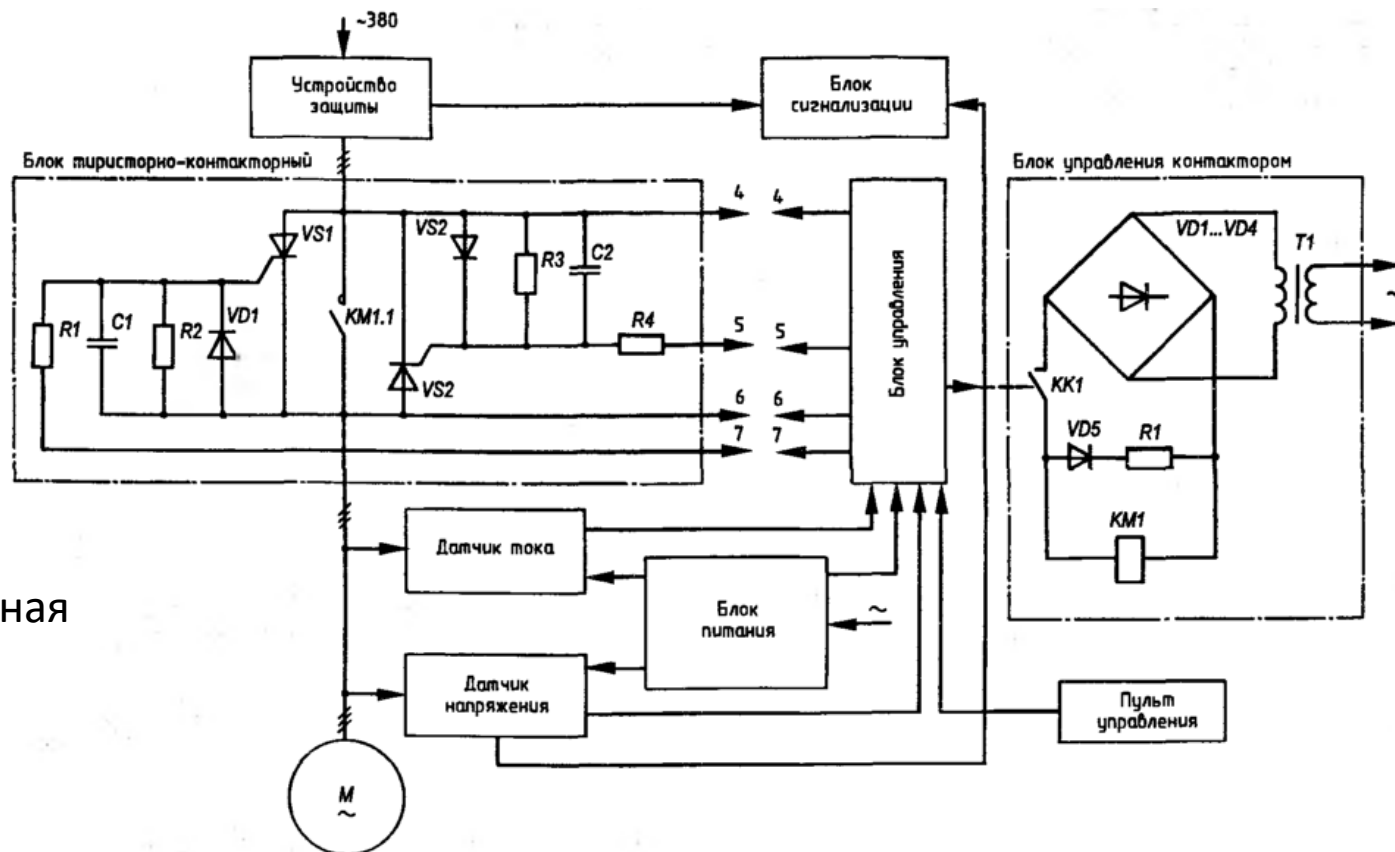 ~380
Устройство
защиты
Блок
сигнализации
Блок тиристорно-контакторный
Блок управления контактором
VS1
VS2
R3
C2
R1
C1
R2
VD1
KM1.1
VS2
R4
4
4
5
5
6
6
7
7
Блок управления
VD1...VD4
T1
~
KK1
VD5
R1
KM1
Датчик тока
Блок
питания
~
Датчик
напряжения
Пульт
управления
ная
M
~